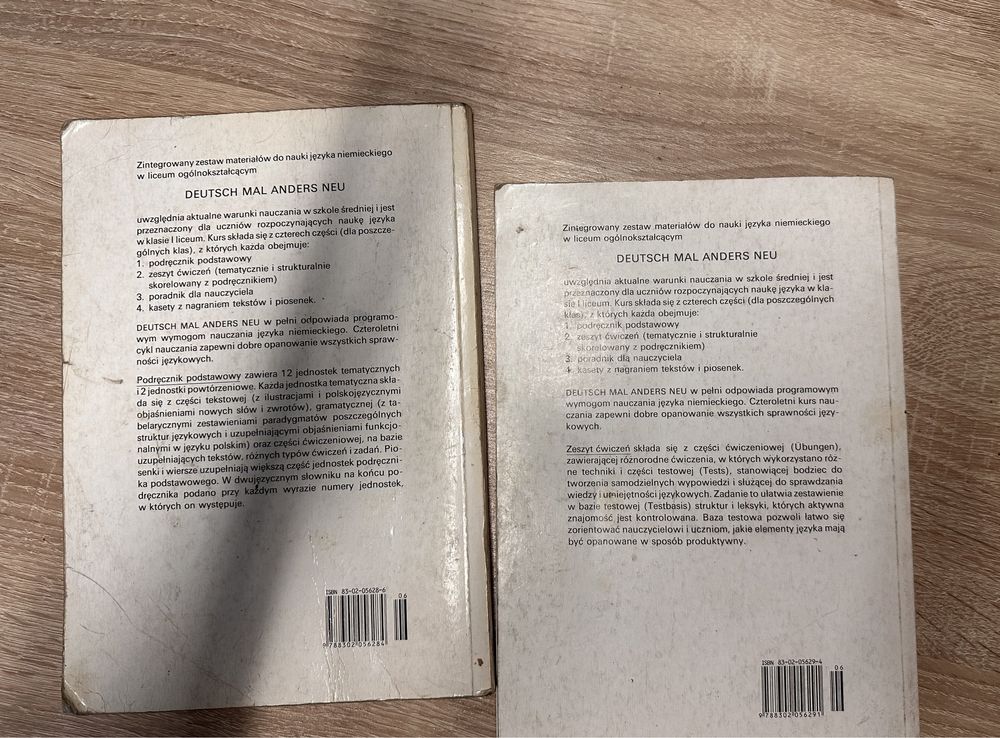 Zintegrowany zestaw materiałów do nauki języka niemieckiego
w liceum ogólnokształcącym
DEUTSCH MAL ANDERS NEU
uwzględnia aktualne warunki nauczania w szkole średniej i jest
przeznaczony dla uczniów rozpoczynających naukę języka
w klasie I liceum. Kurs składa się z czterech części (dla poszcze-
gólnych klas), z których każda obejmuje:
1. podręcznik podstawowy
2. zeszyt ćwiczeń (tematycznie i strukturalnie
skorelowany z podręcznikiem)
3. poradnik dla nauczyciela
4. kasety z nagraniem tekstów i piosenek.
DEUTSCH MAL ANDERS NEU w pełni odpowiada programo-
wym wymogom nauczania języka niemieckiego. Czteroletni
cykl nauczania zapewni dobre opanowanie wszystkich spraw-
ności językowych.
Podręcznik podstawowy zawiera 12 jednostek tematycznych
i 2 jednostki powtórzeniowe. Każda jednostka tematyczna skła-
da się z części tekstowej (z ilustracjami i polskojęzycznymi
objaśnieniami nowych słów i zwrotów), gramatycznej (z ta-
belarycznymi zestawieniami paradygmatów poszczególnych
struktur językowych i uzupełniającymi objaśnieniami funkcjo-
nalnymi w języku polskim) oraz części ćwiczeniowej, na bazie
uzupełniających tekstów, różnych typów ćwiczeń i zadań. Pio-
senki i wiersze uzupełniają większą część jednostek podręczni-
ka podstawowego. W dwujęzycznym słowniku na końcu po-
dręcznika podano przy każdym wyrazie numery jednostek,
w których on występuje.
ISBN 83-02-05628-6
06
9 788302 056284
Zintegrowany zestaw materiałów do nauki języka niemieckiego
w liceum ogólnokształcącym
DEUTSCH MAL ANDERS NEU
uwzględnia aktualne warunki nauczania w szkole średniej i jest
przeznaczony dla uczniów rozpoczynających naukę języka w kla-
sie I liceum. Kurs składa się z czterech części (dla poszczególnych
klas), z których każda obejmuje:
1. podręcznik podstawowy
2. zeszyt ćwiczeń (tematycznie i strukturalnie
skorelowany z podręcznikiem)
3. poradnik dla nauczyciela
4. kasety z nagraniem tekstów i piosenek.
DEUTSCH MAL ANDERS NEU w pełni odpowiada programowym
wymogom nauczania języka niemieckiego. Czteroletni kurs nau-
czania zapewni dobre opanowanie wszystkich sprawności języ-
kowych.
Zeszyt ćwiczeń składa się z części ćwiczeniowej (Übungen),
zawierającej różnorodne ćwiczenia, w których wykorzystano róż-
ne techniki i części testowej (Tests), stanowiącej bodziec do
tworzenia samodzielnych wypowiedzi i służącej do sprawdzania
wiedzy i umiejętności językowych. Zadanie to ułatwia zestawienie
w bazie testowej (Testbasis) struktur i leksyki, których aktywna
znajomość jest kontrolowana. Baza testowa pozwoli łatwo się
zorientować nauczycielowi i uczniom, jakie elementy języka mają
być opanowane w sposób produktywny.
ISBN 83-02-05629-4
06
9 788302 056291